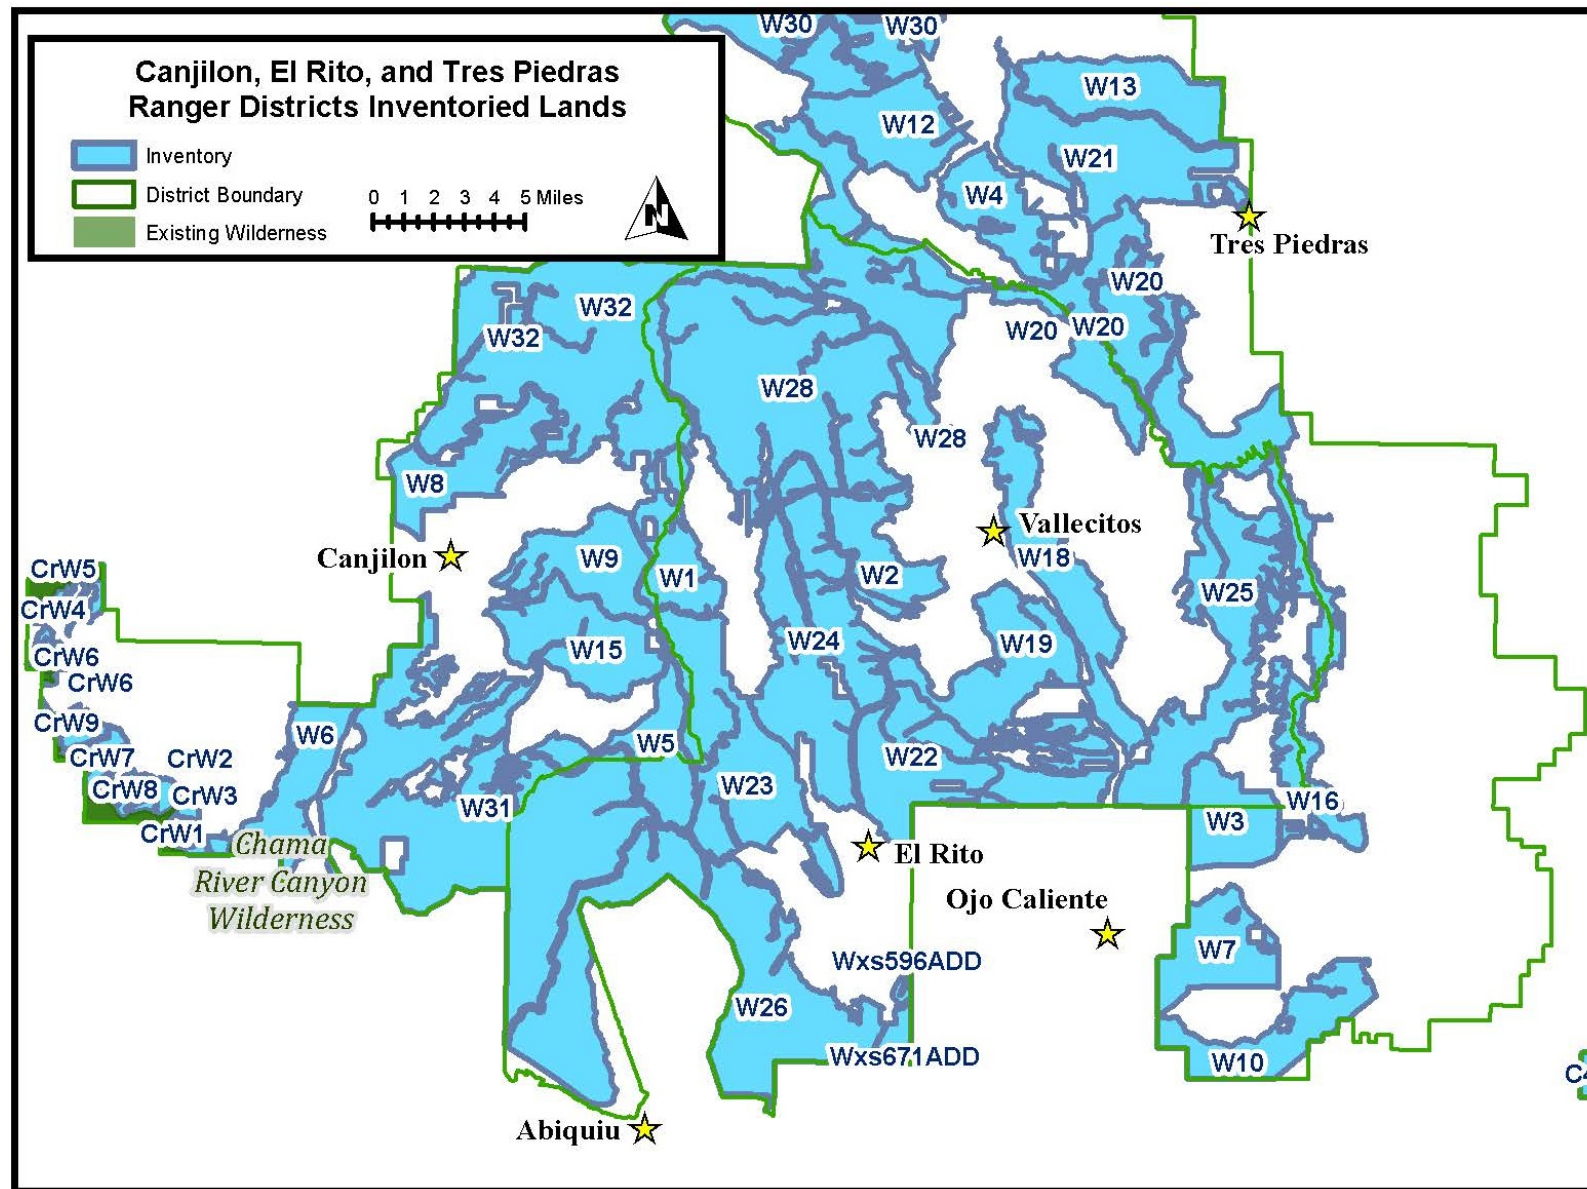 Canjilon, El Rito, and Tres Piedras
Ranger Districts Inventoried Lands
Inventory
District Boundary
Existing Wilderness
0 1 2 3 4 5 Miles
N
W30
W30
W13
W12
W21
W4
Tres Piedras
W20
W32
W20
W20
W32
W28
W28
W8
Vallecitos
Canjilon
W9
W18
CrW5
W1
W2
W25
CrW4
W24
W19
W15
CrW6
CrW6
CrW9
W6
W5
CrW7
CrW2
W22
CrW8
CrW3
W23
W31
W16
W3
CrW1
Chama
River Canyon
Wilderness
El Rito
Ojo Caliente
W7
Wxs596ADD
W26
Wxs671ADD
W10
Abiquiu